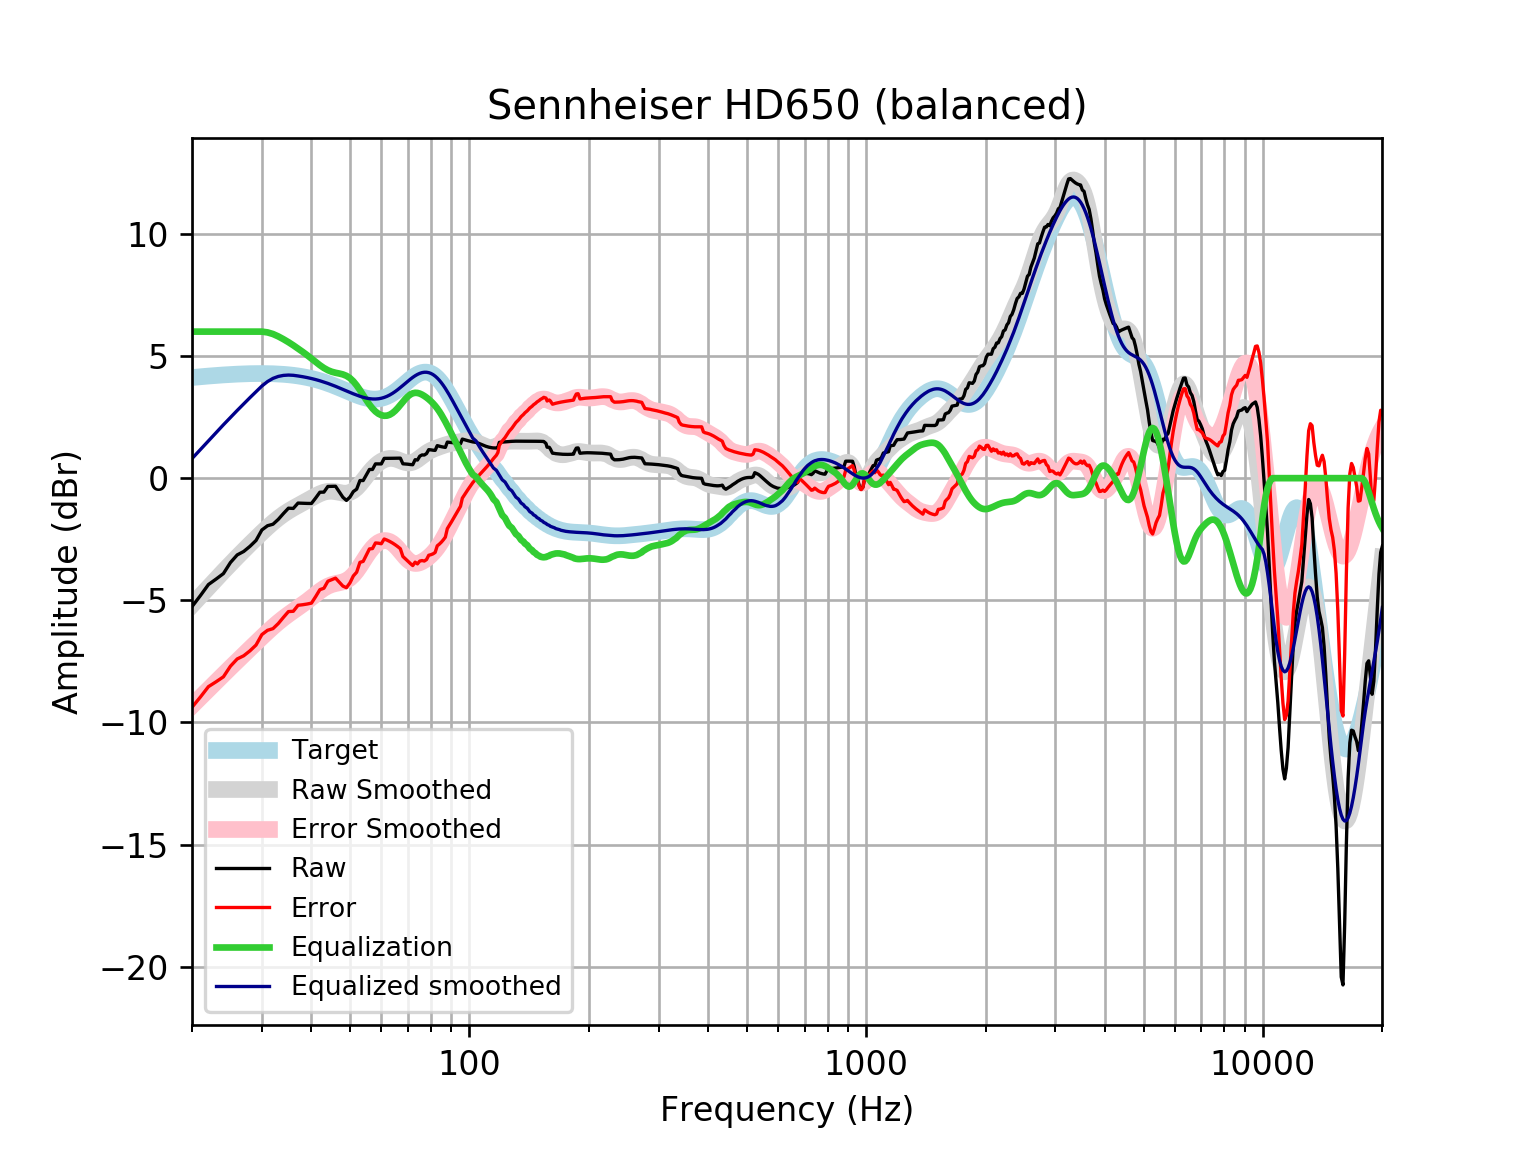 Sennheiser HD650 (balanced)
10
5
0
−5
−10
−15
−20
Amplitude (dBr)
Target
Raw Smoothed
Error Smoothed
Raw
Error
Equalization
Equalized smoothed
100
1000
10000
Frequency (Hz)